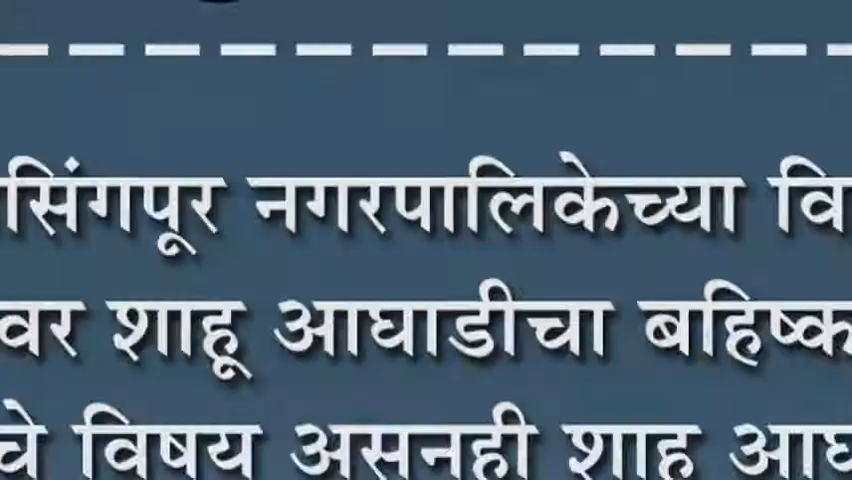 सिंगपूर नगरपालिकेच्या वि
वर शाहू आघाडीचा बहिष्क
चे विषय असनही शाह आघ